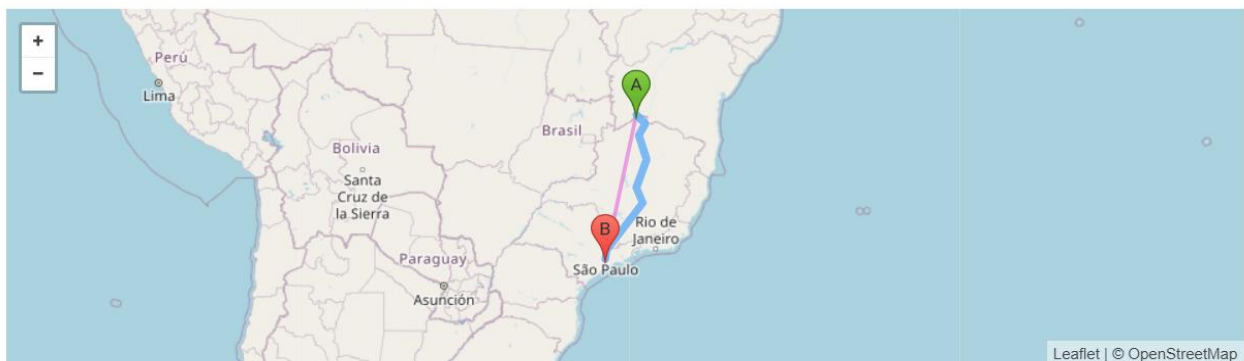 +
−
Perú
Lima
Bolivia
Santa
Cruz de
la Sierra
Brasil
A
B
Rio de
Janeiro
São Paulo
Paraguay
Asunción
Leaflet | © OpenStreetMap